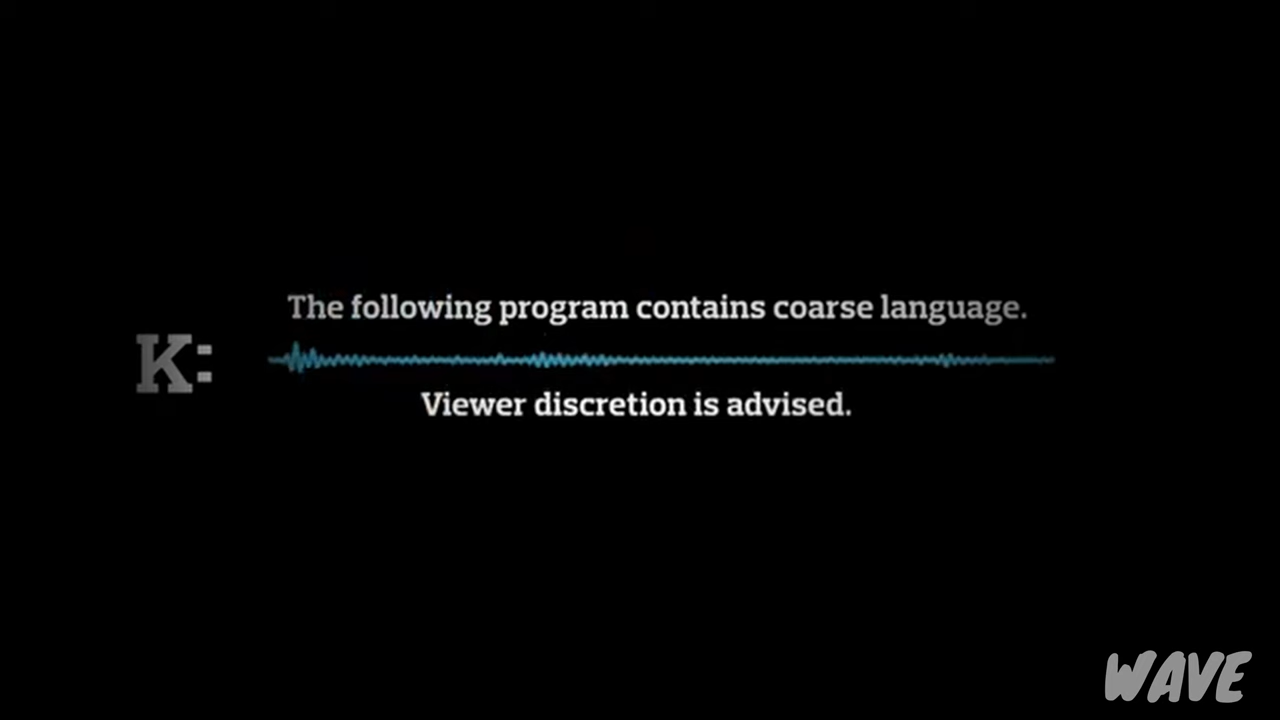 The following program contains coarse language.
K:
Viewer discretion is advised.
WAVE